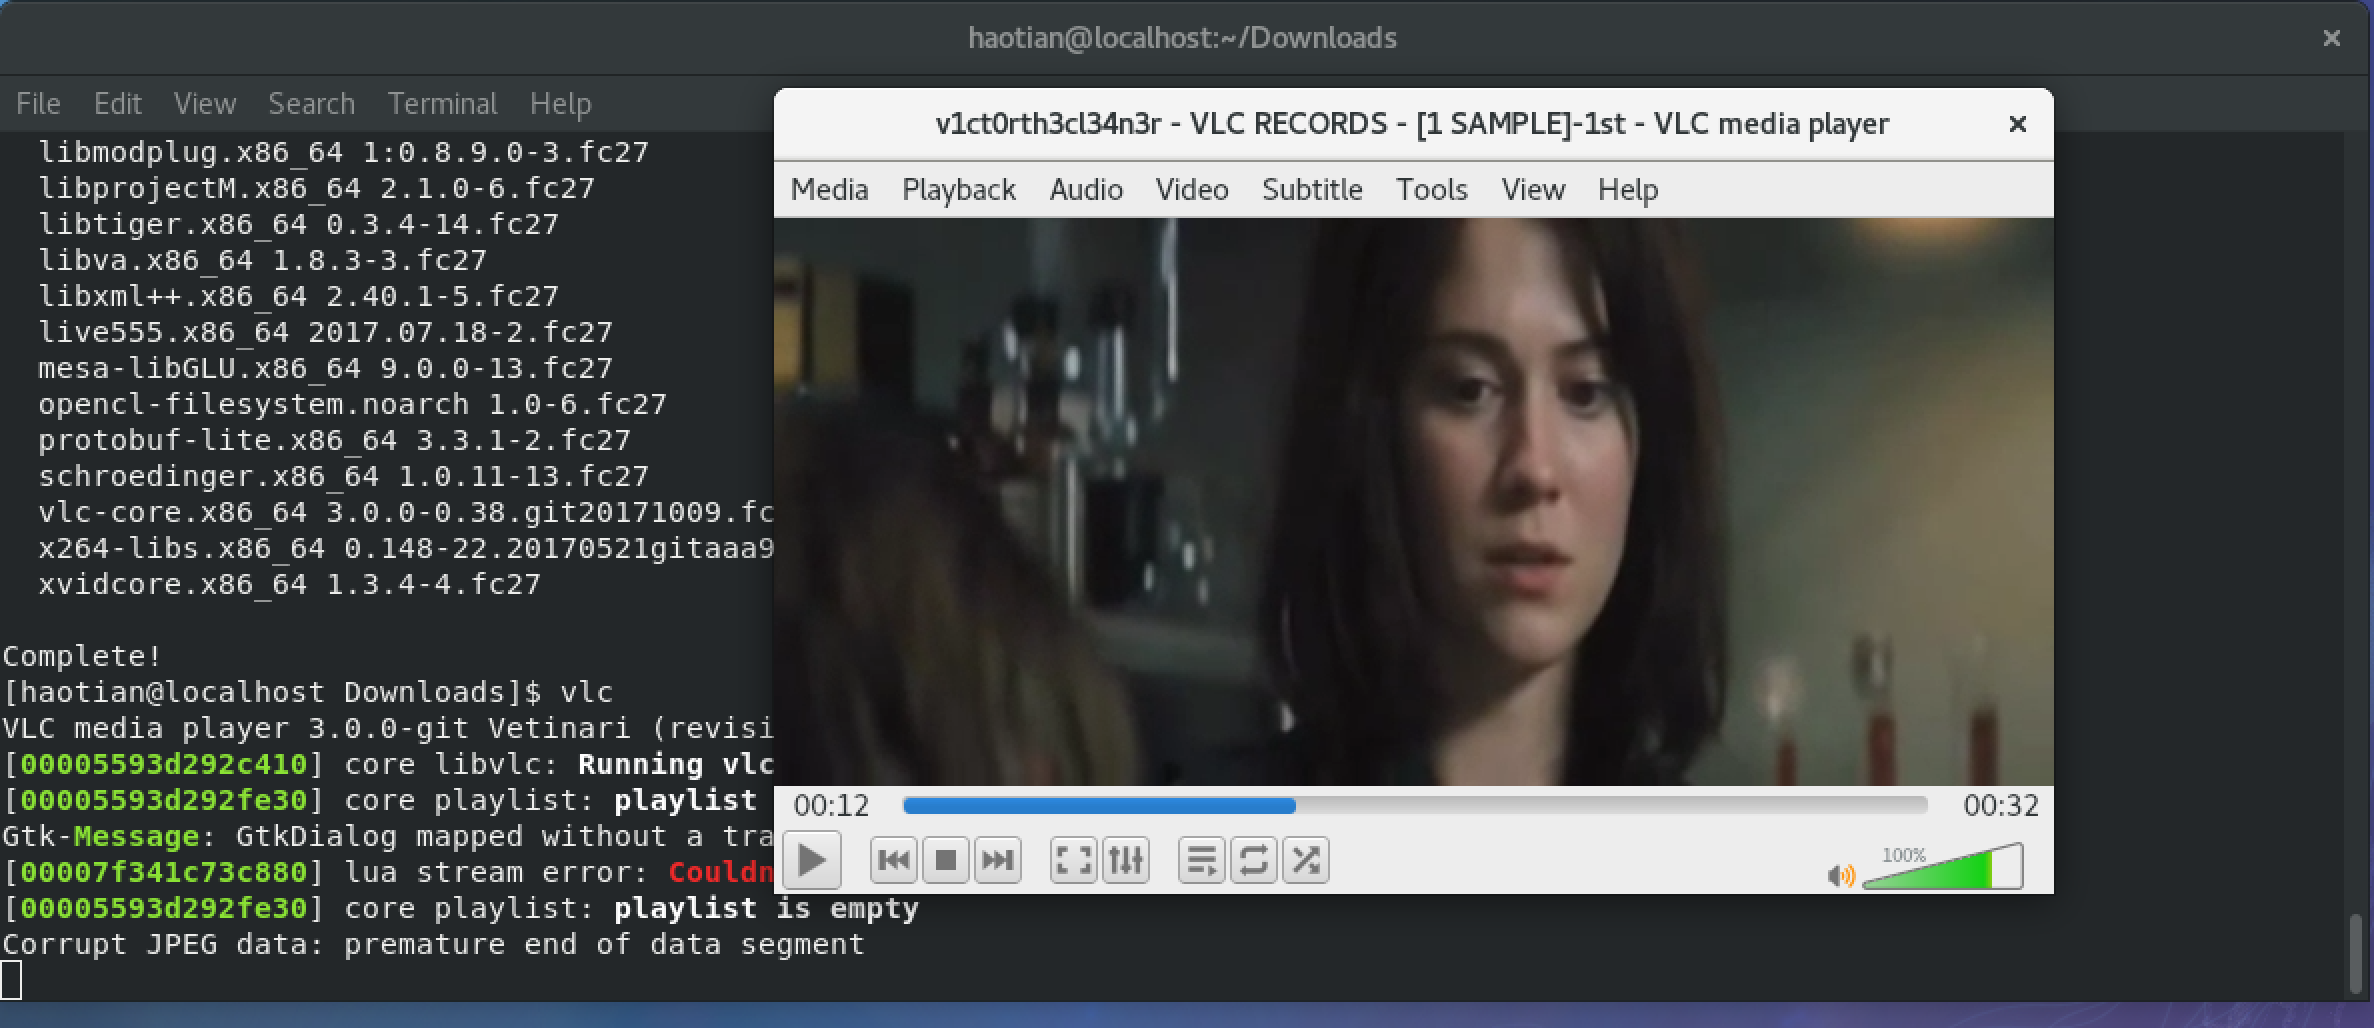 haotian@localhost:~/Downloads
File Edit View Search Terminal Help
libmodplug.x86_64 1:0.8.9.0-3.fc27
libprojectM.x86_64 2.1.0-6.fc27
libtiger.x86_64 0.3.4-14.fc27
libva.x86_64 1.8.3-3.fc27
libxml++.x86_64 2.40.1-5.fc27
live555.x86_64 2017.07.18-2.fc27
mesa-libGLU.x86_64 9.0.0-13.fc27
opencl-filesystem.noarch 1.0-6.fc27
protobuf-lite.x86_64 3.3.1-2.fc27
schroedinger.x86_64 1.0.11-13.fc27
vlc-core.x86_64 3.0.0-0.38.git20171009.fc
x264-libs.x86_64 0.148-22.20170521gitaaa9
xvidcore.x86_64 1.3.4-4.fc27
Complete!
[haotian@localhost Downloads]$ vlc
VLC media player 3.0.0-git Vetinari (revisi
[00005593d292c410] core libvlc: Running vlc
[00005593d292fe30] core playlist: playlist
Gtk-Message: GtkDialog mapped without a tra
[00007f341c73c880] lua stream error: Couldn
[00005593d292fe30] core playlist: playlist is empty
Corrupt JPEG data: premature end of data segment
v1ct0rth3cl34n3r - VLC RECORDS - [1 SAMPLE]-1st - VLC media player
Media Playback Audio Video Subtitle Tools View Help
00:12 00:32
100%